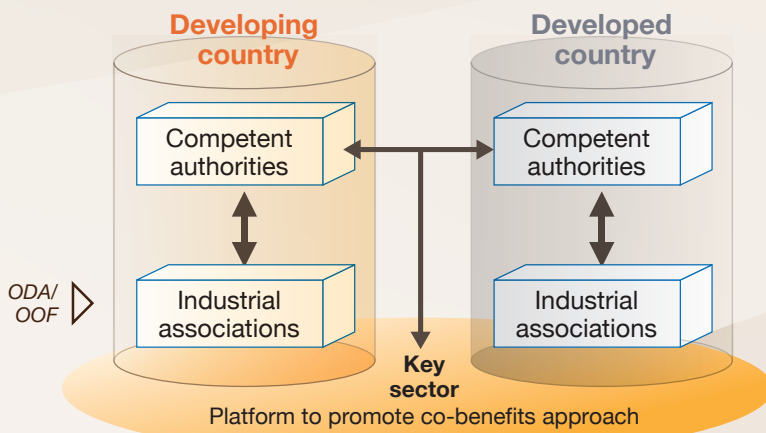 Developing
country
Developed
country
Competent
authorities
Competent
authorities
ODA/
OOF
Industrial
associations
Industrial
associations
Key
sector
Platform to promote co-benefits approach